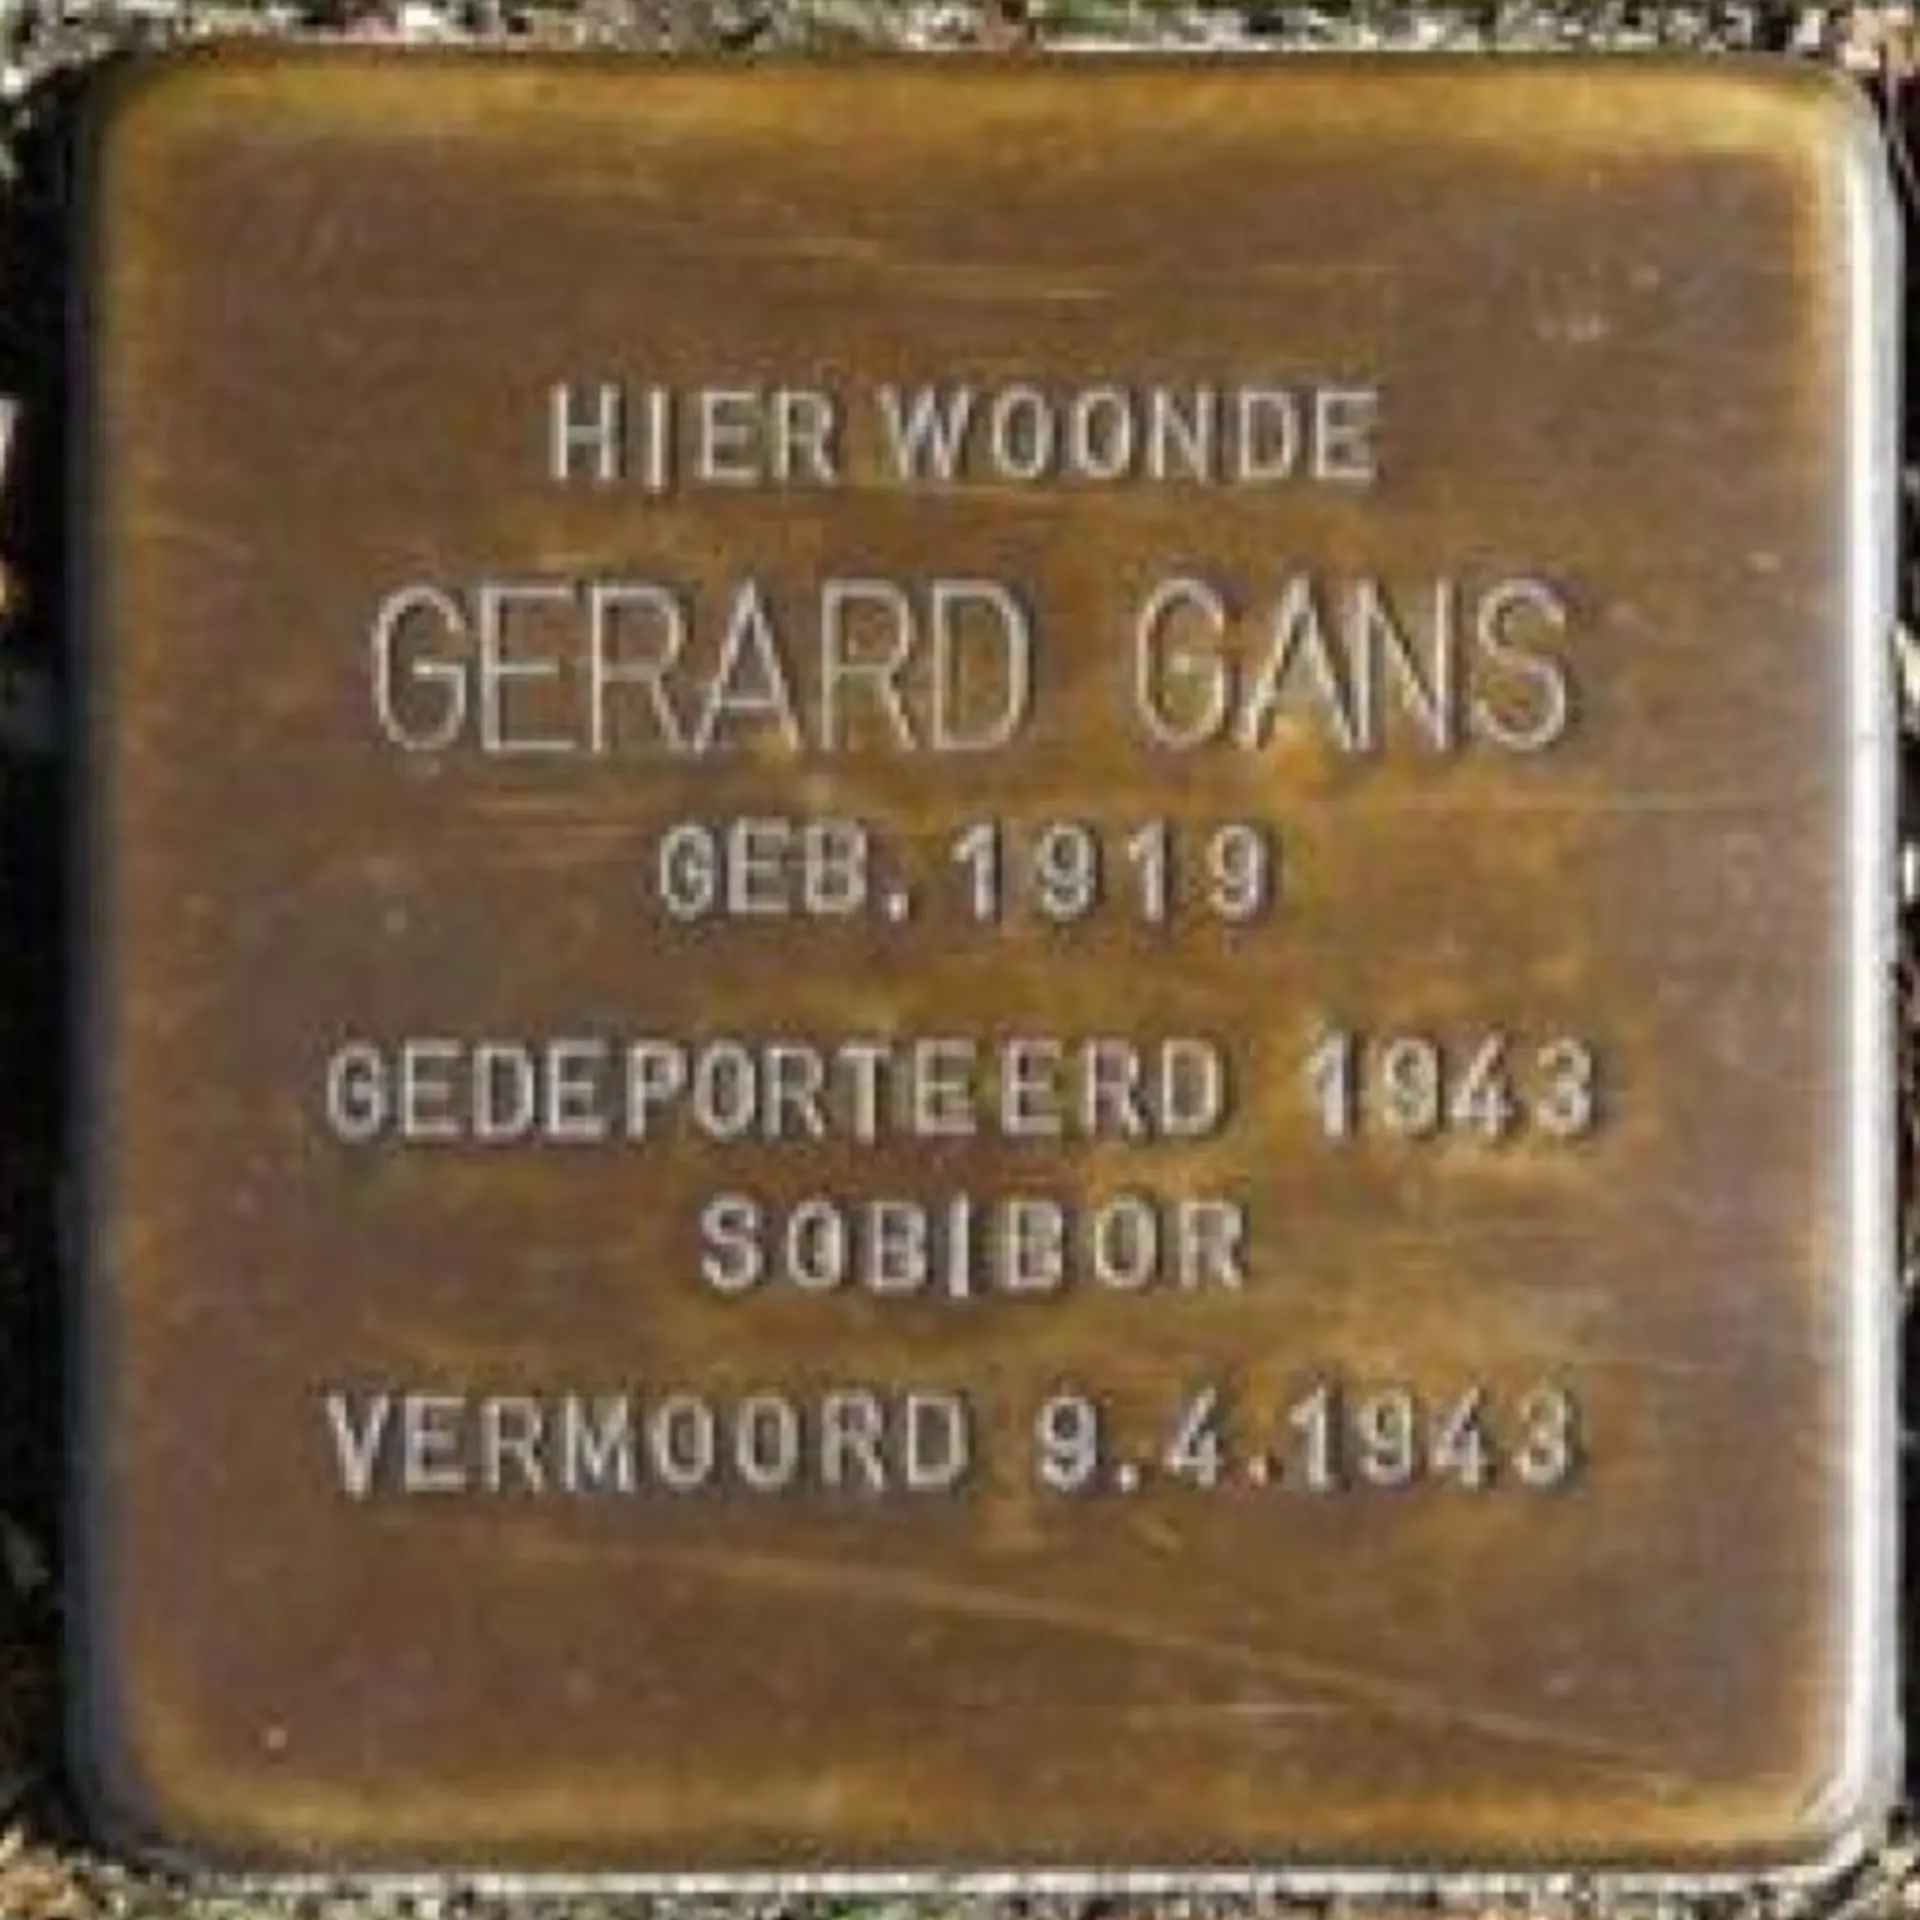 HIER WOONDE
GERARD GANS
GEB. 1919
GEDEPORTEERD 1943
SOBIBOR
VERMOORD 9.4.1943